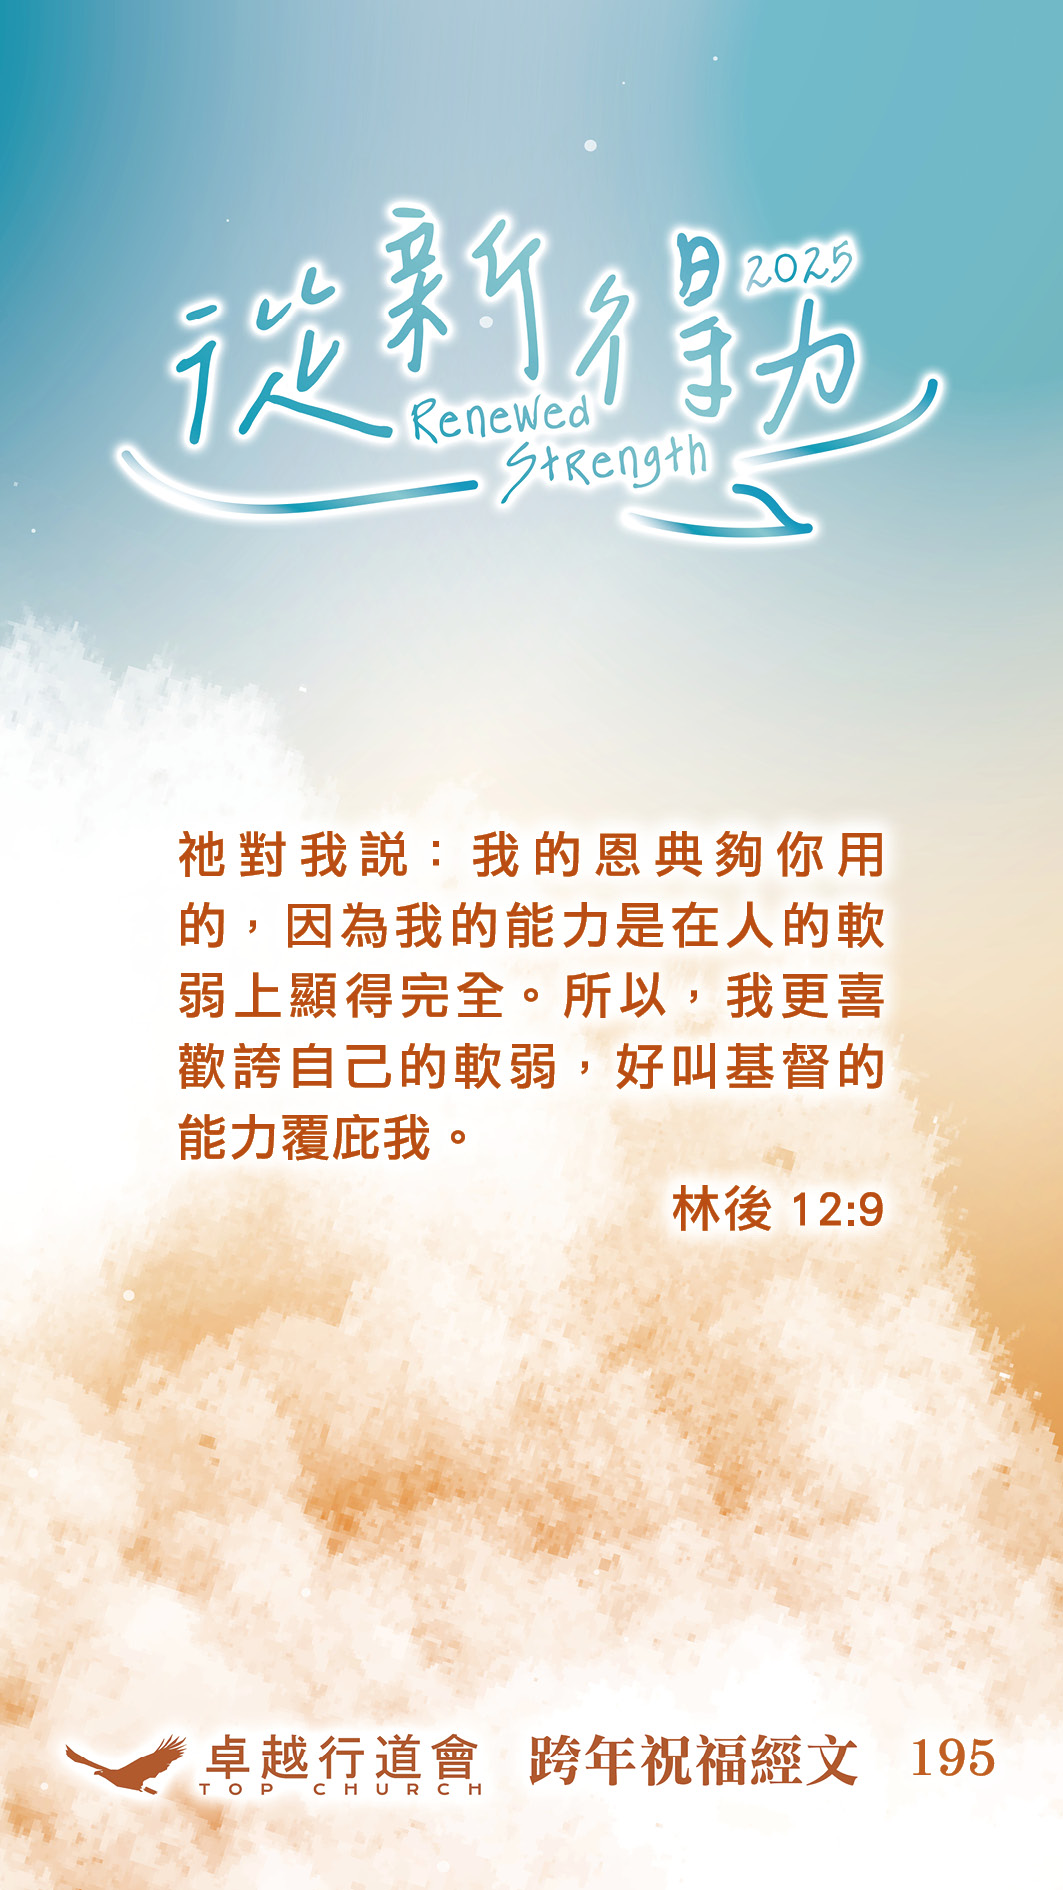 從新得力 2025
Renewed
Strength
祂對我説：我的恩典夠你用
的，因為我的能力是在人的軟
弱上顯得完全。所以，我更喜
歡誇自己的軟弱，好叫基督的
能力覆庇我。
林後 12:9
卓越行道會
TOP CHURCH
跨年祝福經文 195